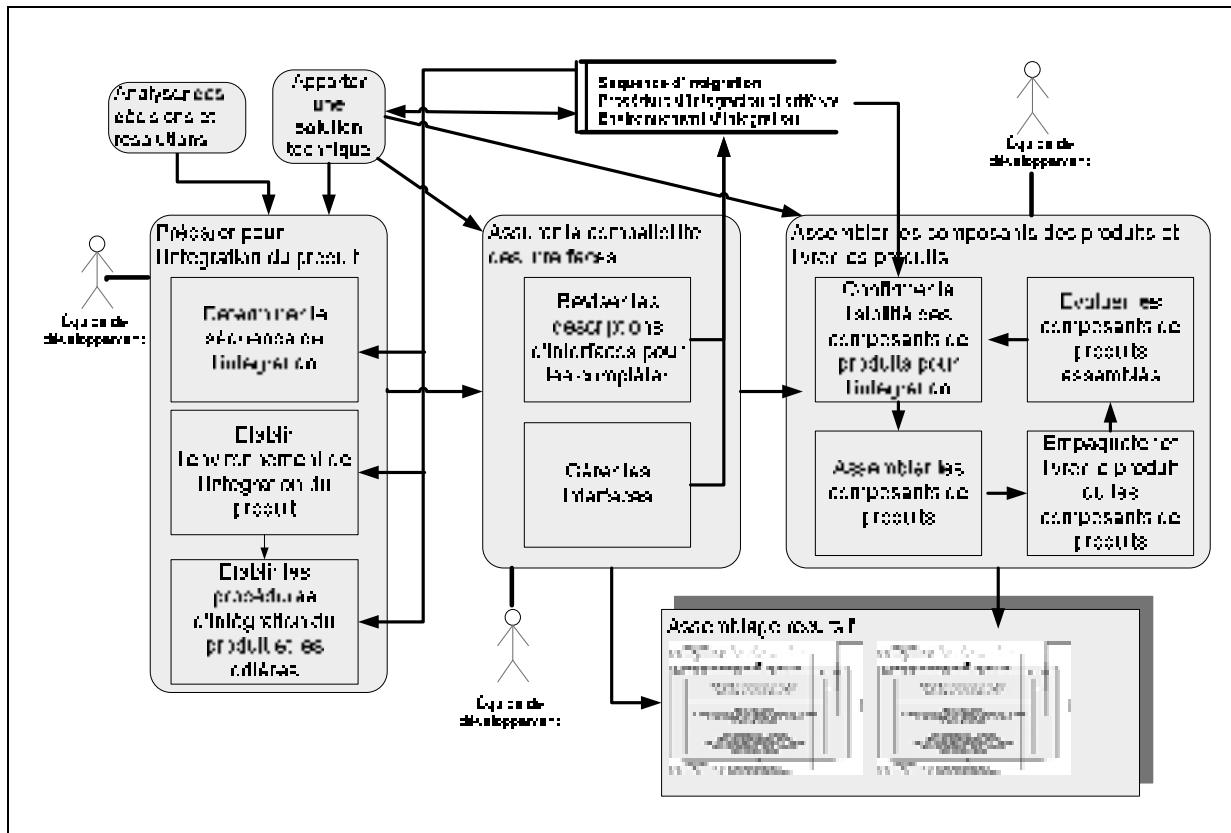 Analyser les
décisions et
résolutions
Apporter
une
solution
technique
Séquence d'intégration
Procédure d'intégration et critères
Environnement d'intégration
Équipe de
développement
Préparer pour
l'intégration du produit
Déterminer la
séquence de
l'intégration
Établir
l'environnement de
l'intégration du
produit
Établir les
procédures
d'intégration du
produit et les
critères
Équipe de
développement
Assurer la compatibilité
des interfaces
Réviser les
descriptions
d'interfaces pour
les compléter
Gérer les
interfaces
Équipe de
développement
Assembler les composants des produits et
livrer les produits
Confirmer la
fiabilité des
composants de
produits pour
l'intégration
Évaluer les
composants de
produits
assemblés
Assembler les
composants de
produits
Empaqueter et
livrer le produit
ou les
composants de
produits
Assemblage